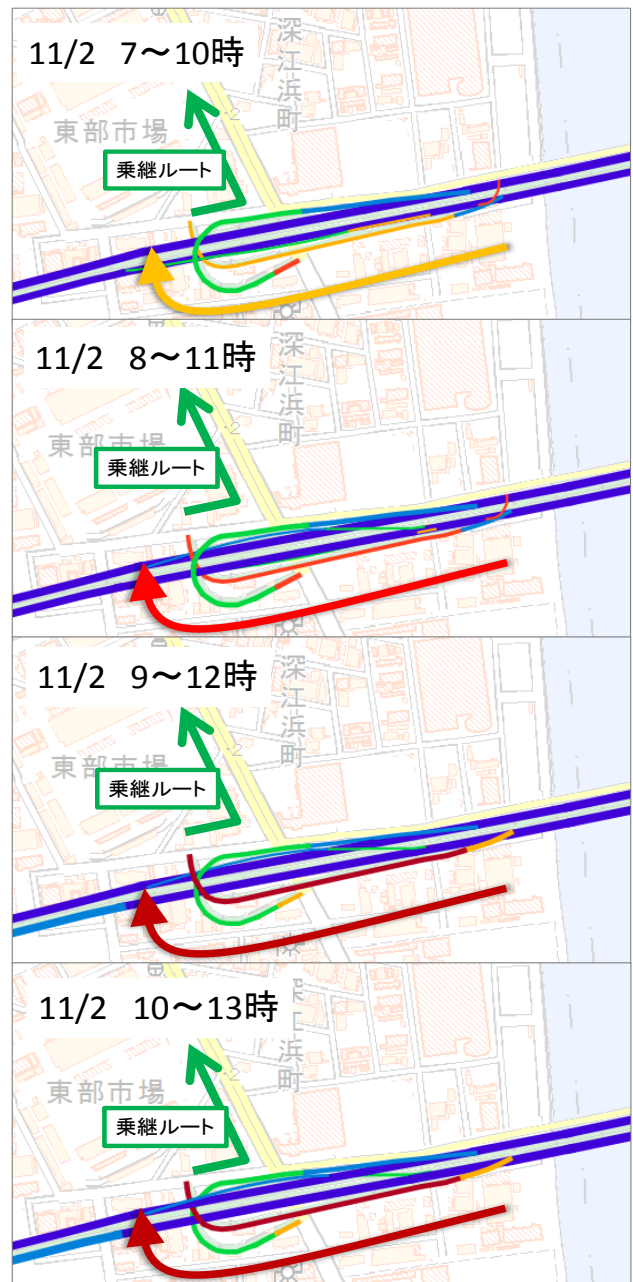 11/2 7～10時
深江浜町
東部市場
・2
乗継ルート
11/2 8～11時
深江浜町
東部市場
・2
乗継ルート
11/2 9～12時
深江浜町
東部市場
・2
乗継ルート
11/2 10～13時
深江浜町
東部市場
・2
乗継ルート